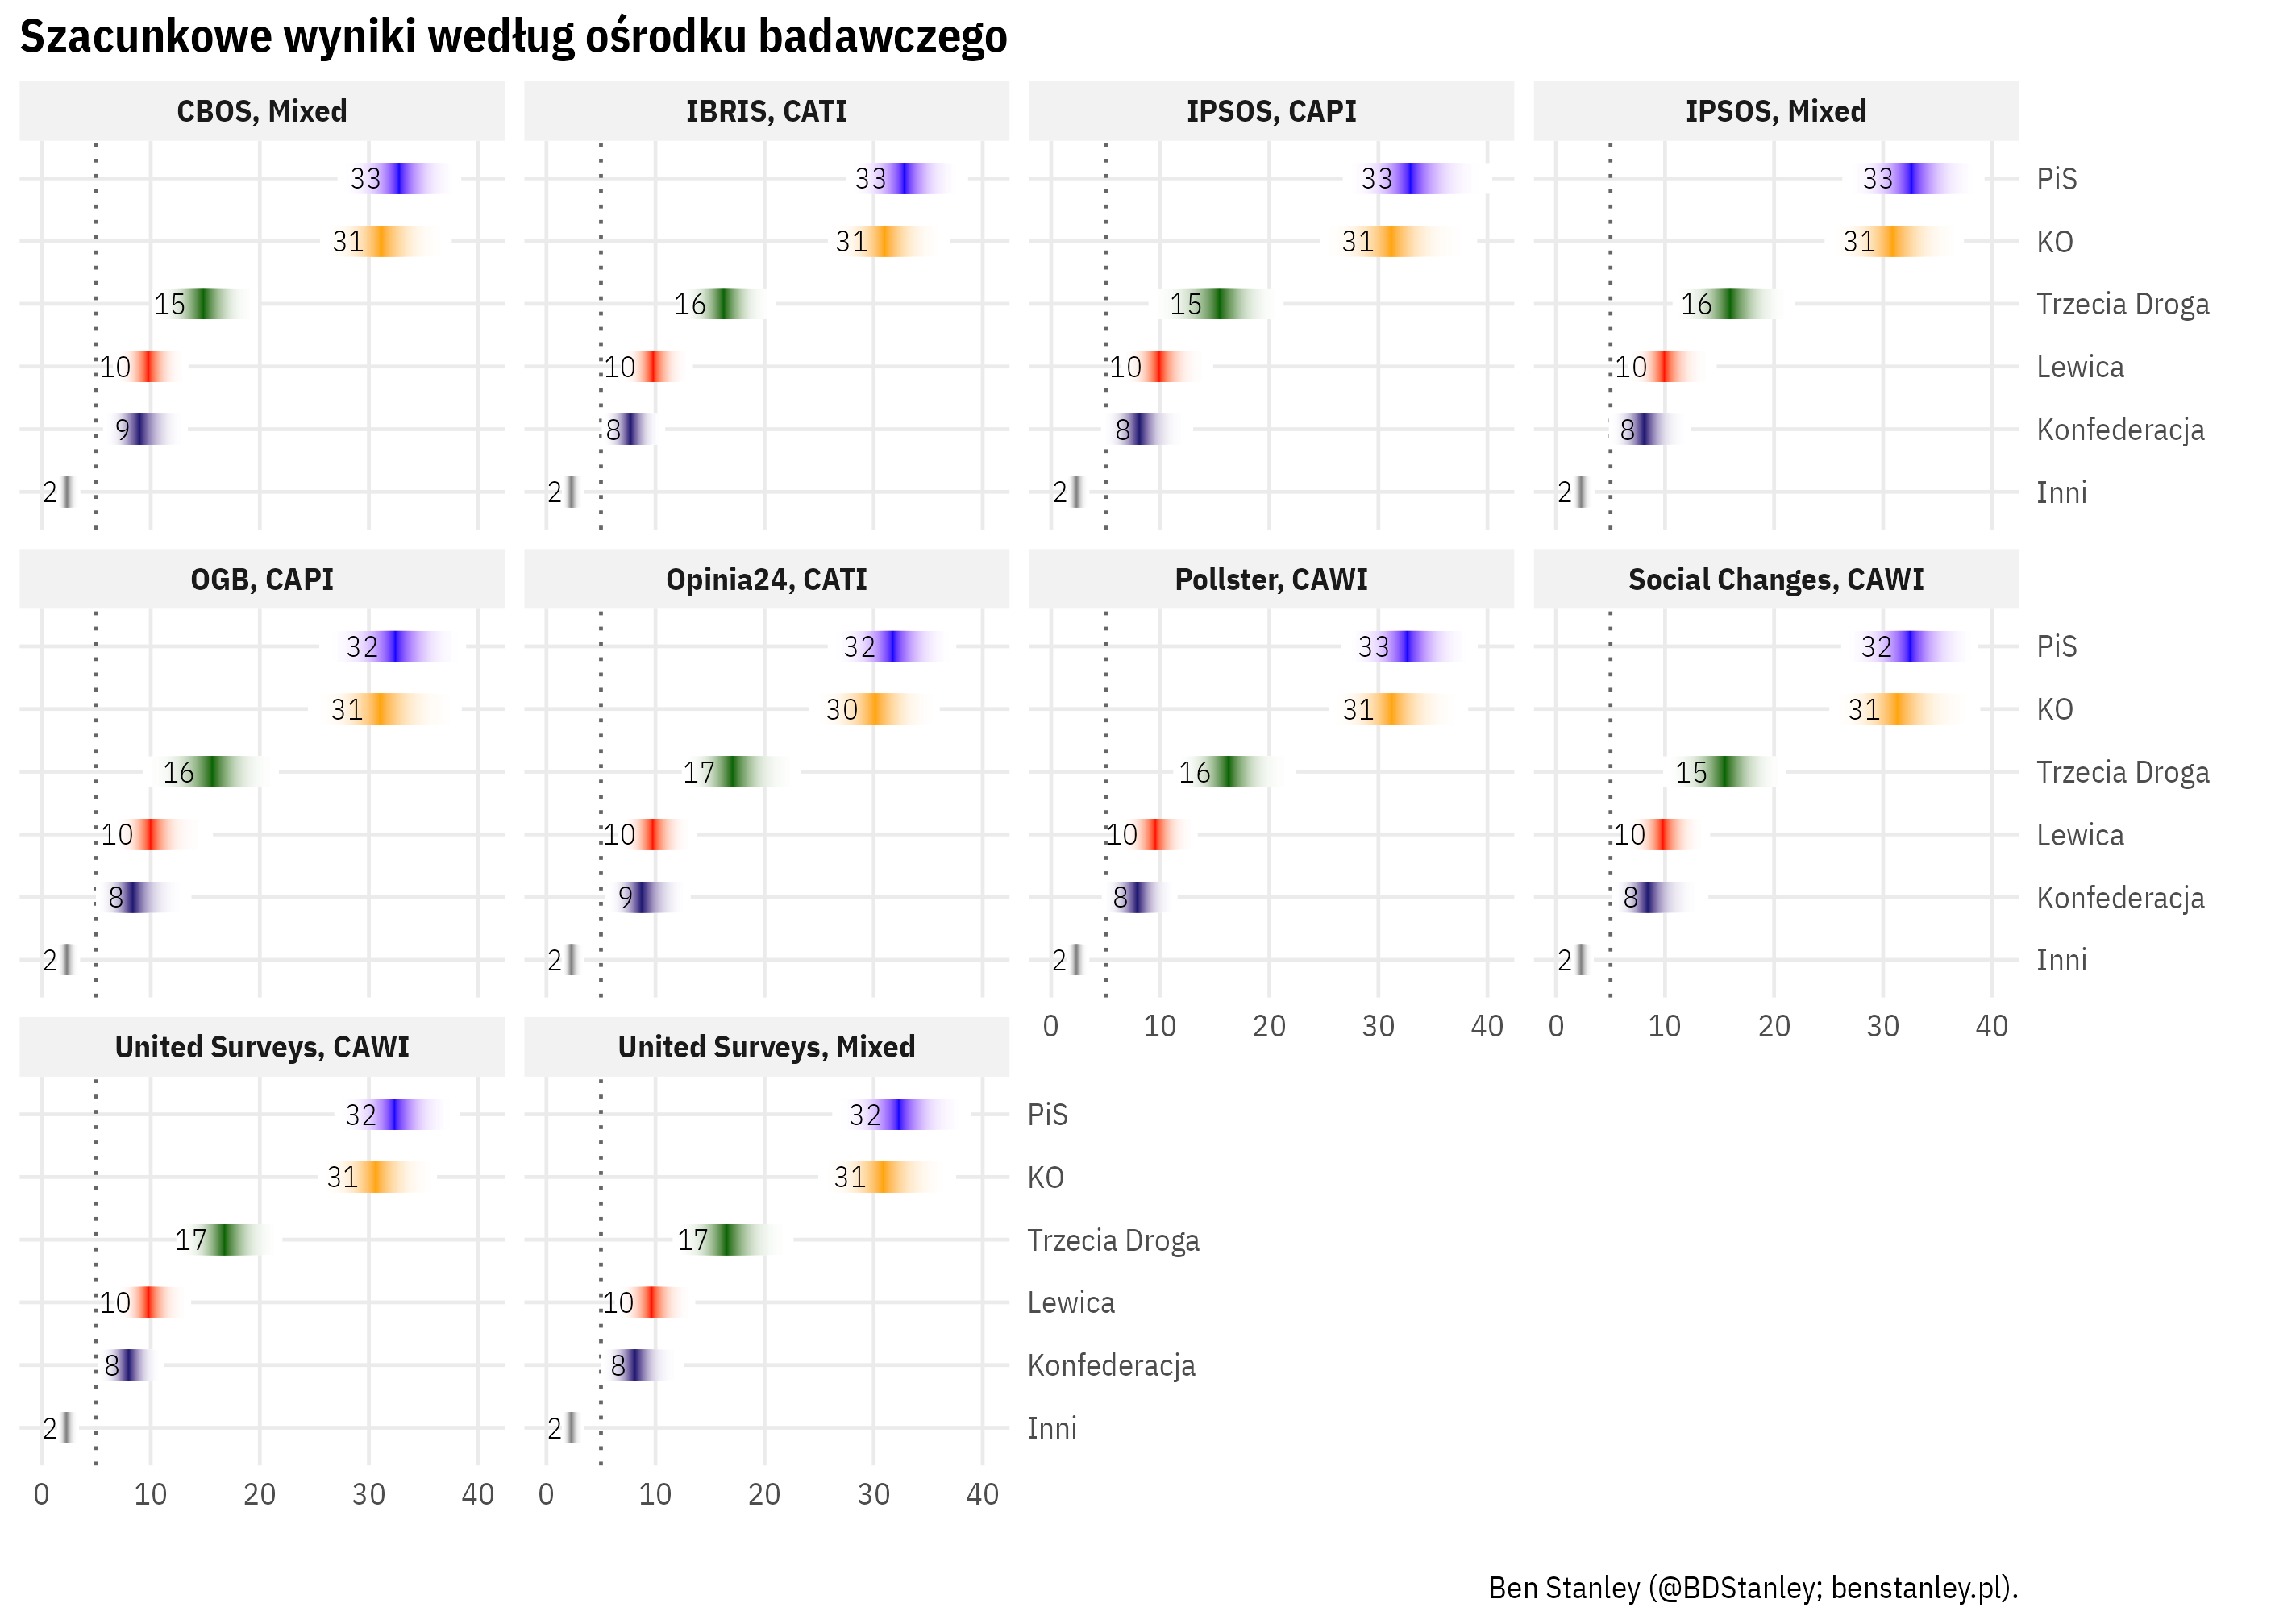 Szacunkowe wyniki według ośrodku badawczego
CBOS, Mixed
IBRIS, CATI
IPSOS, CAPI
IPSOS, Mixed
33 33 33 33 PiS
31 31 31 31 KO
15 16 15 16 Trzecia Droga
10 10 10 10 Lewica
9 8 8 8 Konfederacja
2 2 2 2 Inni
OGB, CAPI
Opinia24, CATI
Pollster, CAWI
Social Changes, CAWI
32 32 33 32 PiS
31 30 31 31 KO
16 17 16 15 Trzecia Droga
10 10 10 10 Lewica
8 9 8 8 Konfederacja
2 2 2 2 Inni
0 10 20 30 40 0 10 20 30 40
United Surveys, CAWI
United Surveys, Mixed
32 32 PiS
31 31 KO
17 17 Trzecia Droga
10 10 Lewica
8 8 Konfederacja
2 2 Inni
0 10 20 30 40 0 10 20 30 40
Ben Stanley (@BDStanley; benstanley.pl).